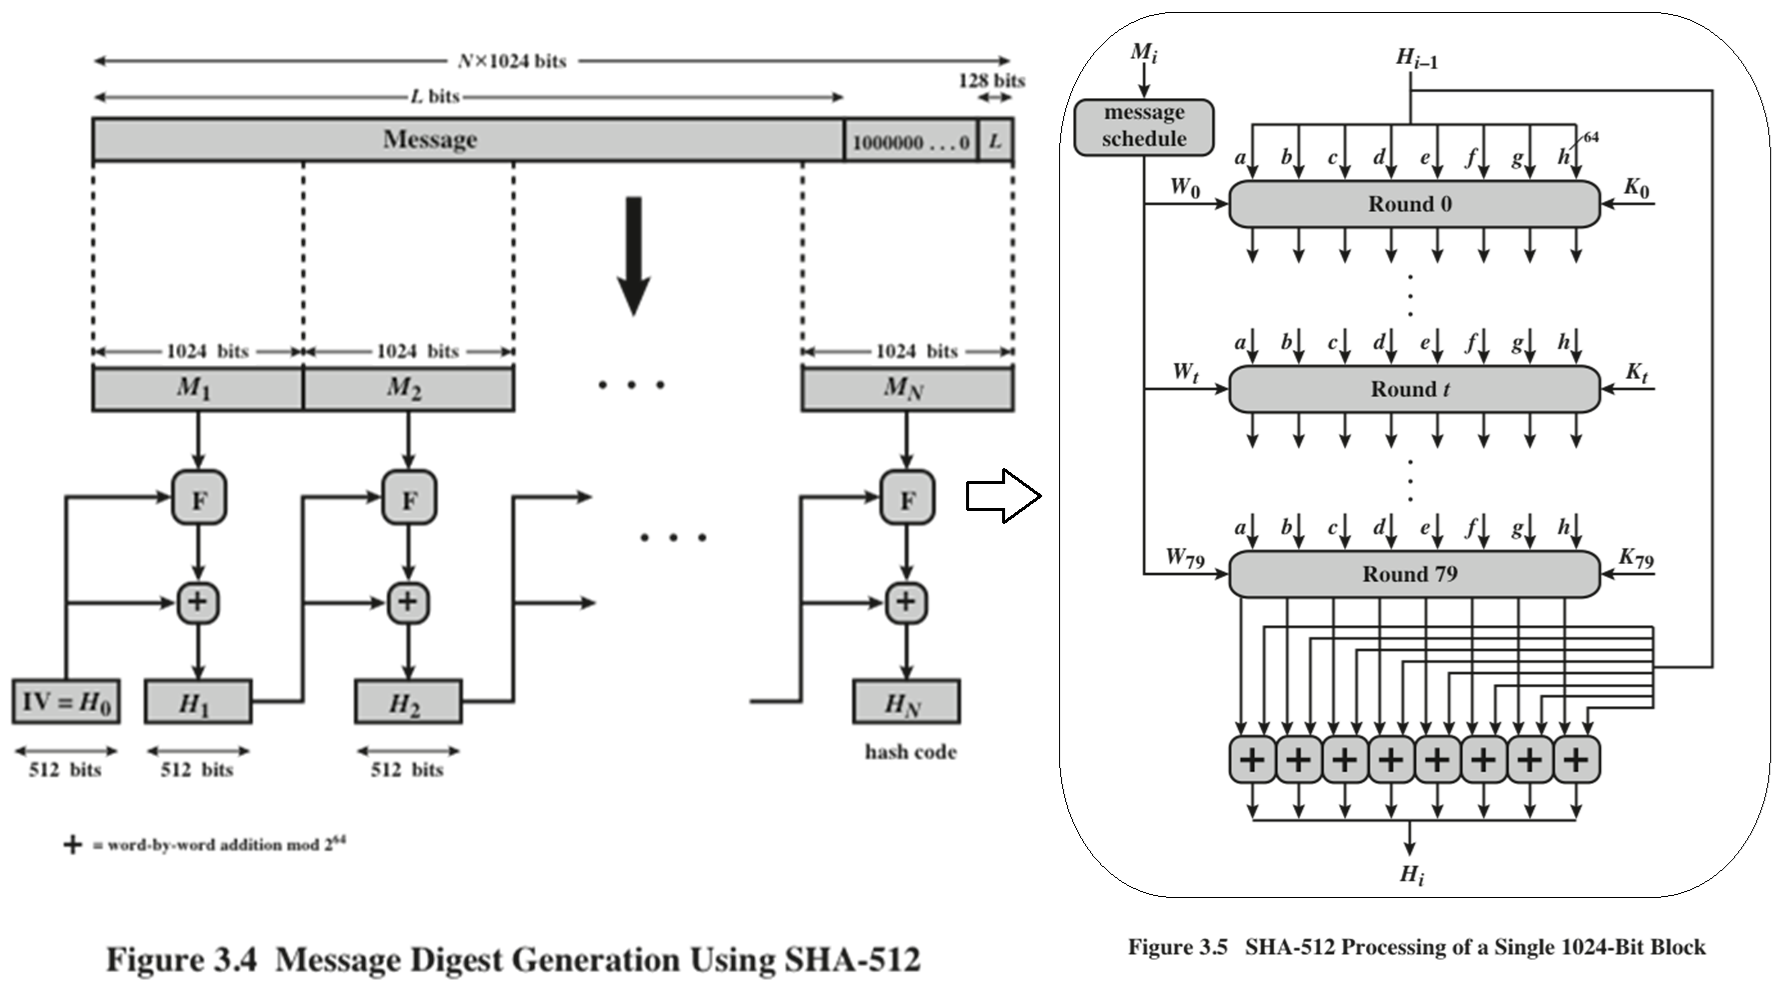 N×1024 bits
128 bits
L bits
Message 1000000 . . . 0 L
1024 bits 1024 bits 1024 bits
M1 M2 . . . MN
F F F
. . .
+ + +
IV = H0 H1 H2 HN
hash code
512 bits 512 bits 512 bits
+ = word-by-word addition mod 2^64
Figure 3.4 Message Digest Generation Using SHA-512
Mi Hi–1
message
schedule
64
a b c d e f g h
W0 Round 0 K0
a b c d e f g h
Wt Round t Kt
a b c d e f g h
W79 Round 79 K79
+ + + + + + + +
Hi
Figure 3.5 SHA-512 Processing of a Single 1024-Bit Block